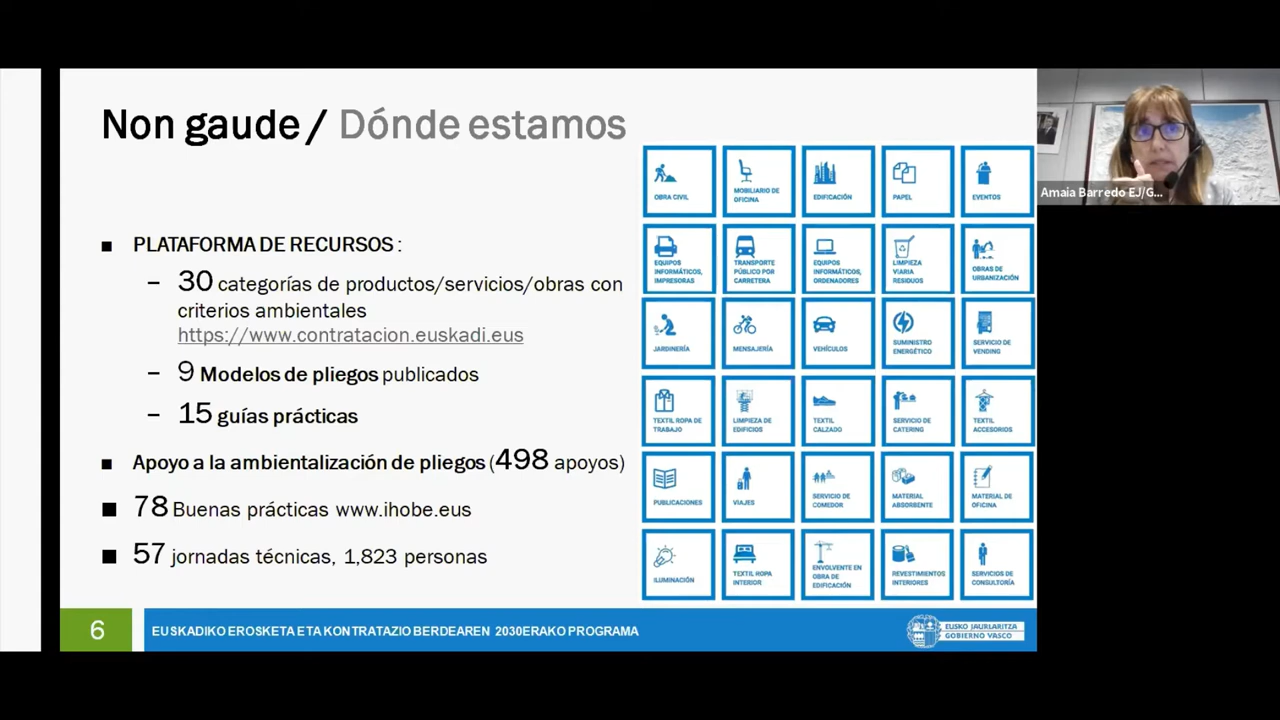 Non gaude / Dónde estamos
■ PLATAFORMA DE RECURSOS :
– 30 categorías de productos/servicios/obras con
criterios ambientales
https://www.contratacion.euskadi.eus
– 9 Modelos de pliegos publicados
– 15 guías prácticas
■ Apoyo a la ambientalización de pliegos (498 apoyos)
■ 78 Buenas prácticas www.ihobe.eus
■ 57 jornadas técnicas, 1,823 personas
OBRA CIVIL
MOBILIARIO DE
OFICINA
EDIFICACIÓN
PAPEL
EVENTOS
EQUIPOS
INFORMÁTICOS,
IMPRESORAS
TRANSPORTE
PÚBLICO POR
CARRETERA
EQUIPOS
INFORMÁTICOS,
ORDENADORES
LIMPIEZA
VIARIA
RESIDUOS
OBRAS DE
URBANIZACIÓN
JARDINERÍA
MENSAJERÍA
VEHÍCULOS
SUMINISTRO
ENERGÉTICO
SERVICIO DE
VENDING
TEXTIL ROPA DE
TRABAJO
LIMPIEZA DE
EDIFICIOS
TEXTIL
CALZADO
SERVICIO DE
CATERING
TEXTIL
ACCESORIOS
PUBLICACIONES
VIAJES
SERVICIO DE
COMEDOR
MATERIAL
ABSORBENTE
MATERIAL DE
OFICINA
ILUMINACIÓN
TEXTIL ROPA
INTERIOR
ENVOLVENTE EN
OBRA DE
EDIFICACIÓN
REVESTIMIENTOS
INTERIORES
SERVICIOS DE
CONSULTORÍA
Amaia Barredo EJ/G...
6
EUSKADIKO EROSKETA ETA KONTRATAZIO BERDEAREN 2030ERAKO PROGRAMA
EUSKO JAURLARITZA
GOBIERNO VASCO